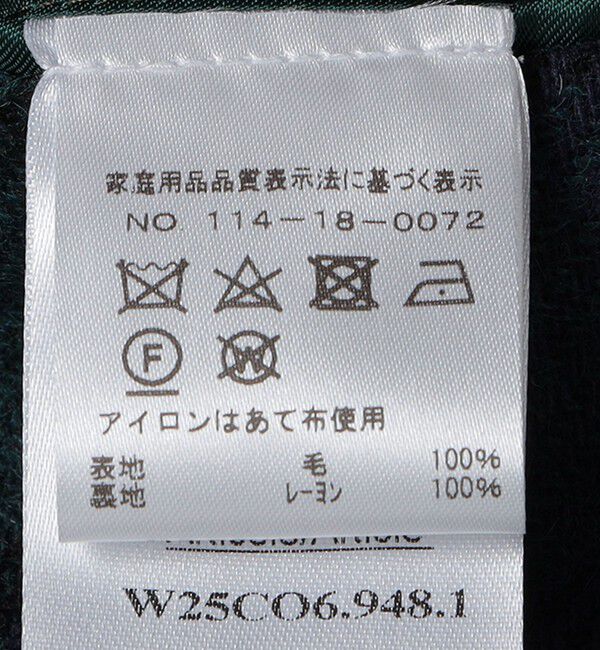 家庭用品品質表示法に基づく表示
NO. 114-18-0072
F W
アイロンはあて布使用
表地 毛 100%
裏地 レーヨン 100%
W25CO6.948.1